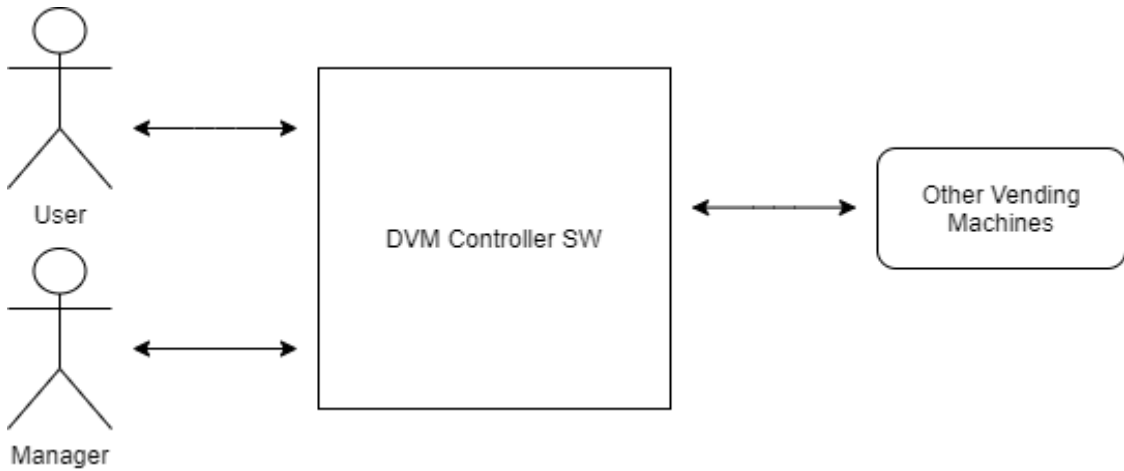 User
DVM Controller SW
Other Vending
Machines
Manager